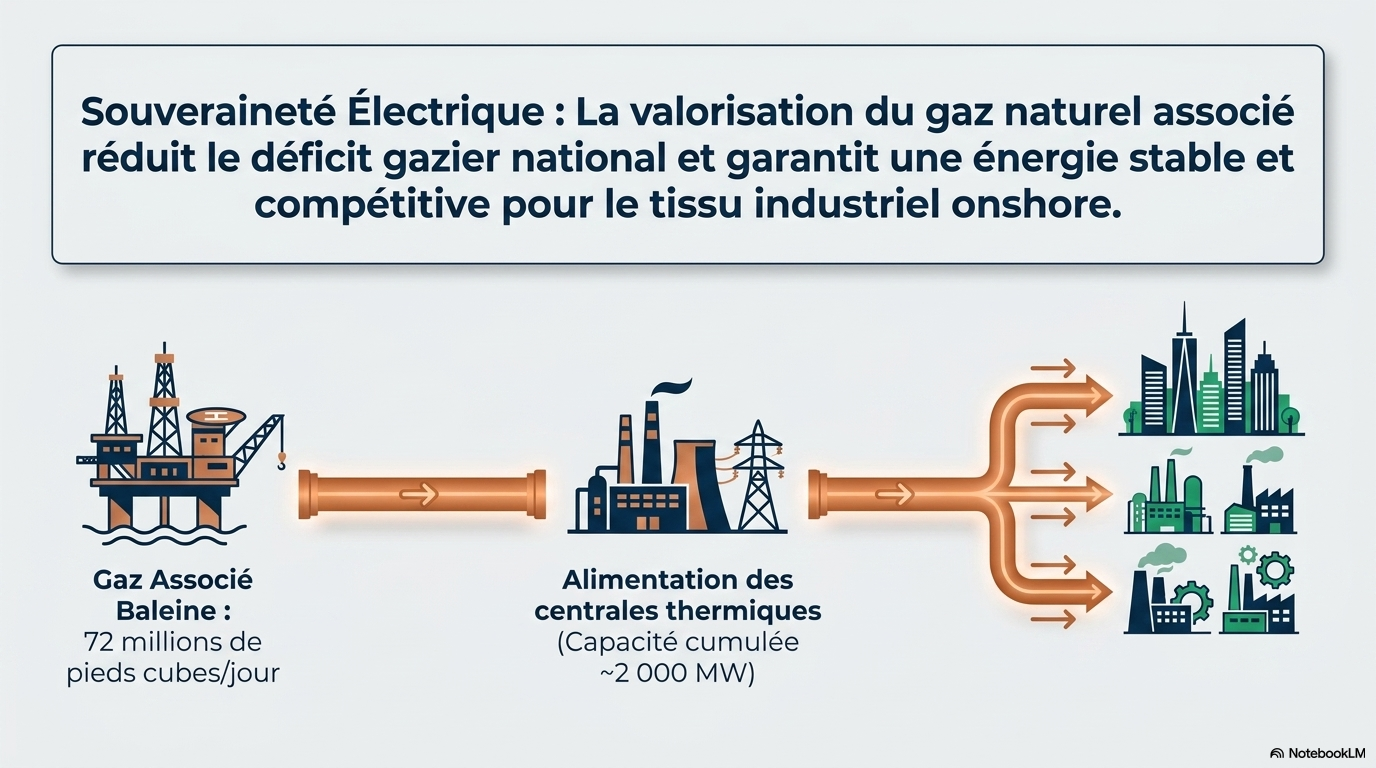 Souveraineté Électrique : La valorisation du gaz naturel associé
réduit le déficit gazier national et garantit une énergie stable et
compétitive pour le tissu industriel onshore.
Gaz Associé
Baleine :
72 millions de
pieds cubes/jour
Alimentation des
centrales thermiques
(Capacité cumulée
~2 000 MW)
NotebookLM